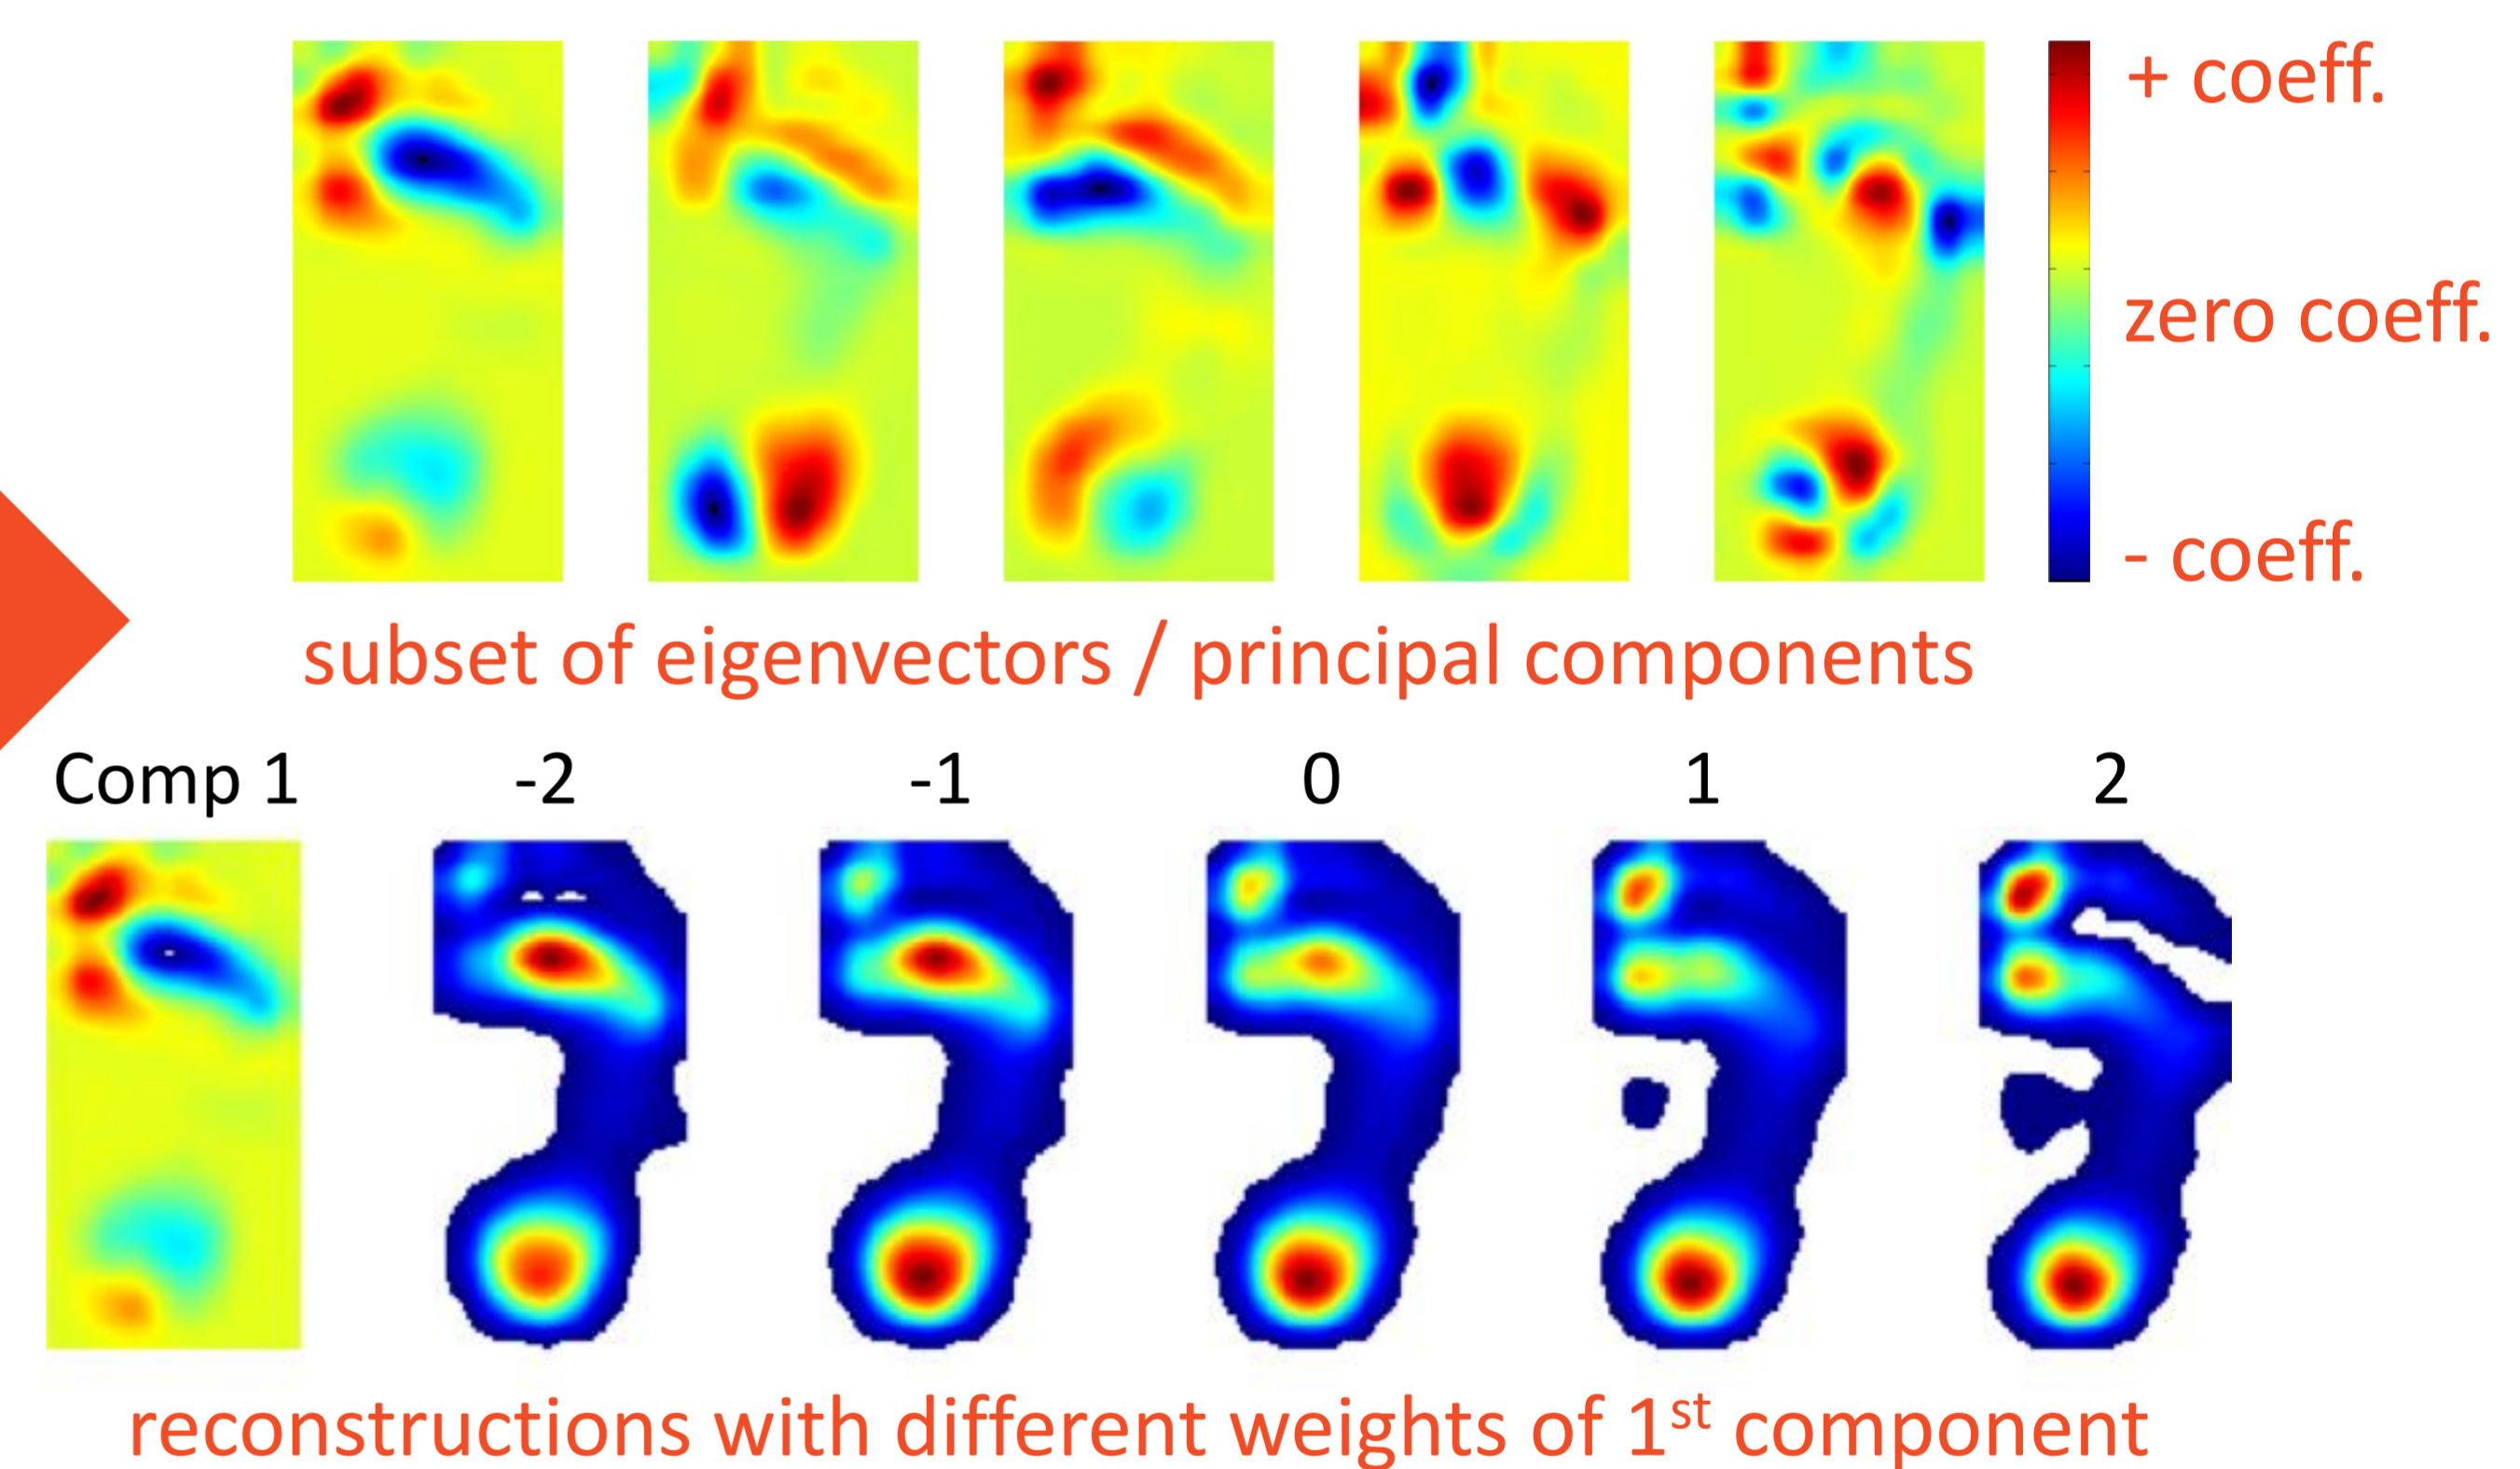 + coeff.
zero coeff.
- coeff.
subset of eigenvectors / principal components
Comp 1 -2 -1 0 1 2
reconstructions with different weights of 1st component